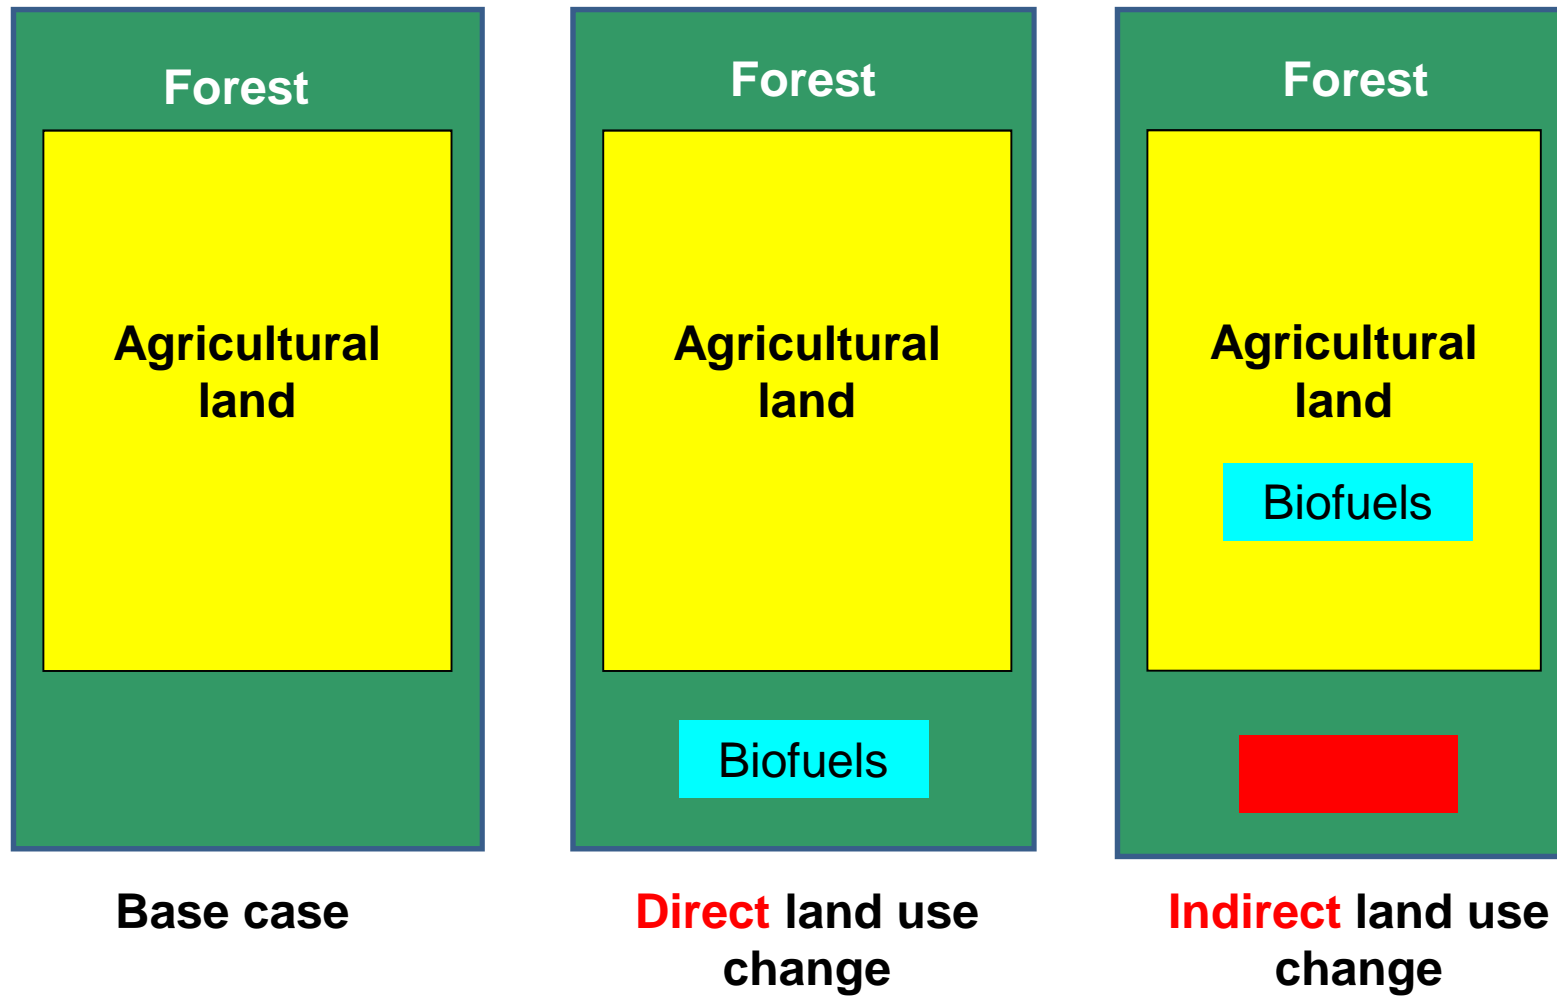 Forest
Agricultural
land
Base case
Forest
Agricultural
land
Biofuels
Direct land use
change
Forest
Agricultural
land
Biofuels
Indirect land use
change